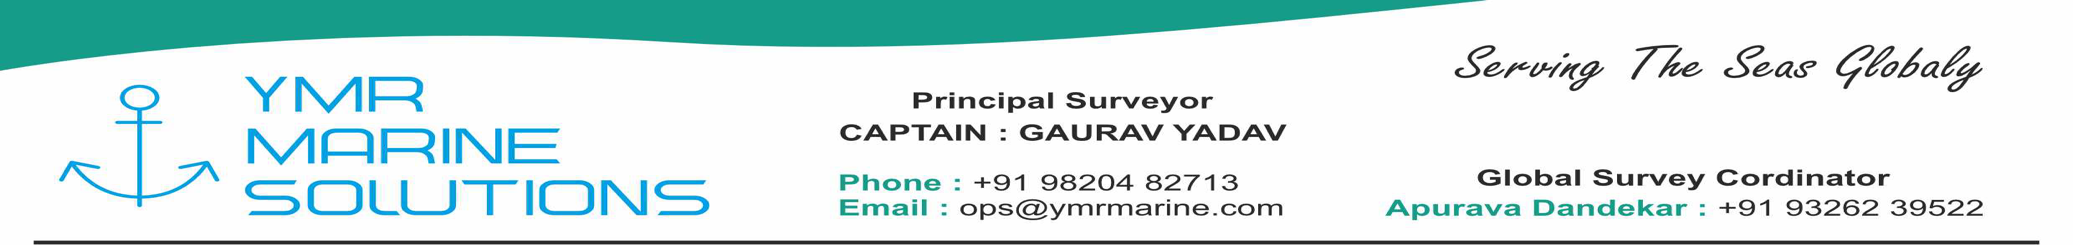 YMR
MARINE
SOLUTIONS
Principal Surveyor
CAPTAIN : GAURAV YADAV
Phone : +91 98204 82713
Email : ops@ymrmarine.com
Serving The Seas Globaly
Global Survey Cordinator
Apurava Dandekar : +91 93262 39522